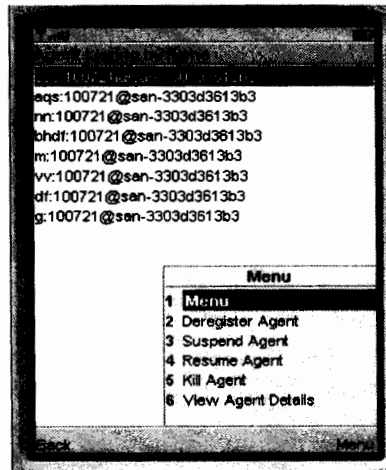 aqs:100721@san-3303d3613b3
nn:100721@san-3303d3613b3
bhdf:100721@san-3303d3613b3
m:100721@san-3303d3613b3
vv:100721@san-3303d3613b3
df:100721@san-3303d3613b3
g:100721@san-3303d3613b3
Menu
1 Menu
2 Deregister Agent
3 Suspend Agent
4 Resume Agent
5 Kill Agent
6 View Agent Details
Back
Menu